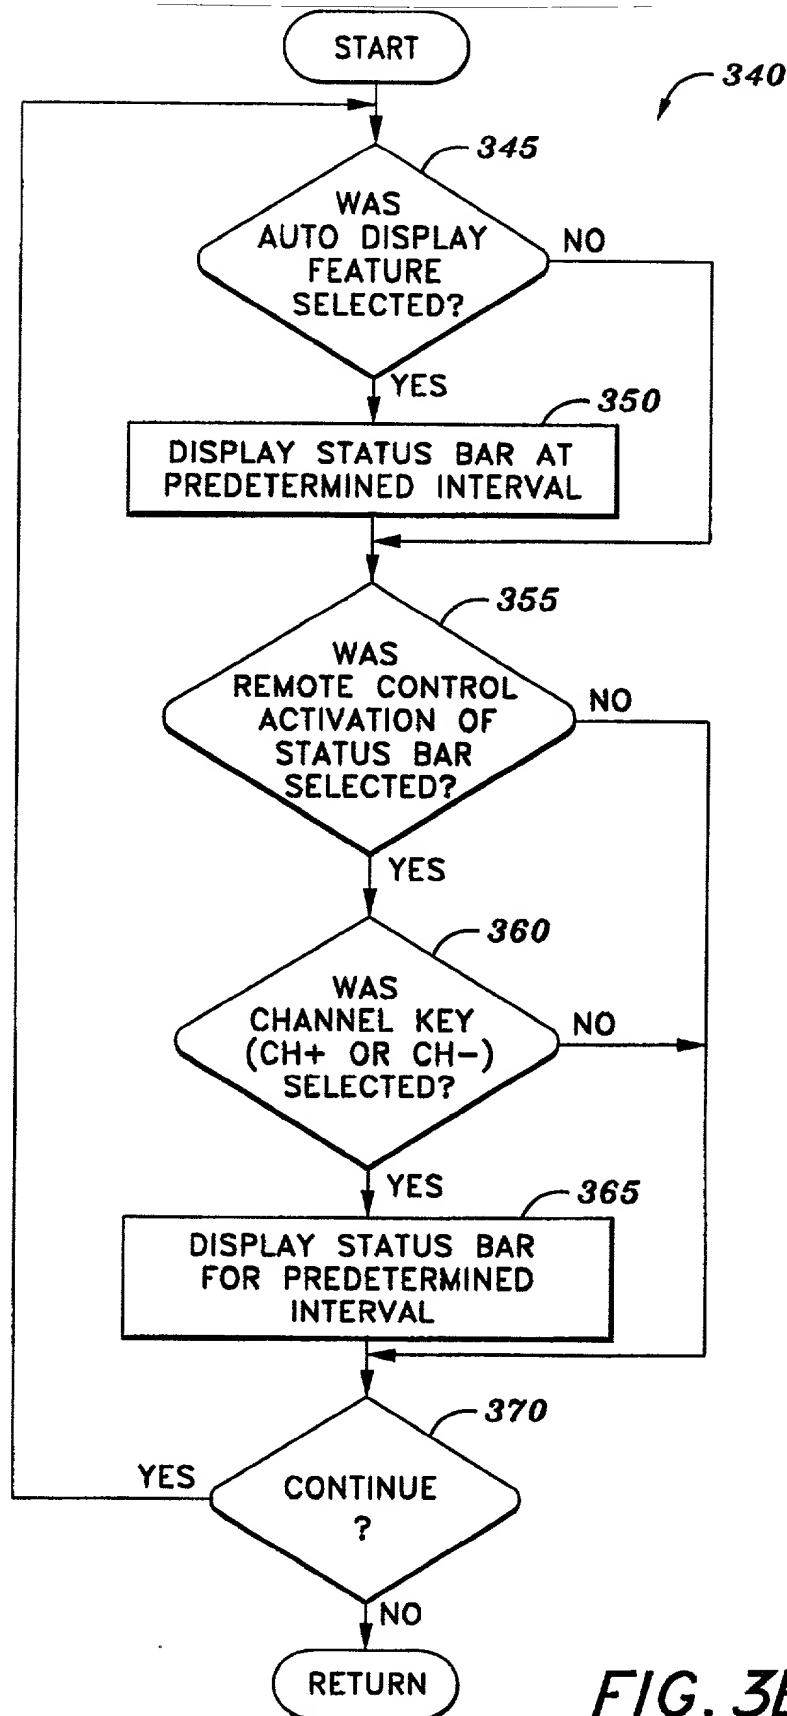 START
340
345
WAS
AUTO DISPLAY
FEATURE
SELECTED?
NO
YES
350
DISPLAY STATUS BAR AT
PREDETERMINED INTERVAL
355
WAS
REMOTE CONTROL
ACTIVATION OF
STATUS BAR
SELECTED?
NO
YES
360
WAS
CHANNEL KEY
(CH+ OR CH−)
SELECTED?
NO
YES
365
DISPLAY STATUS BAR
FOR PREDETERMINED
INTERVAL
370
YES
CONTINUE
?
NO
RETURN
FIG. 3B